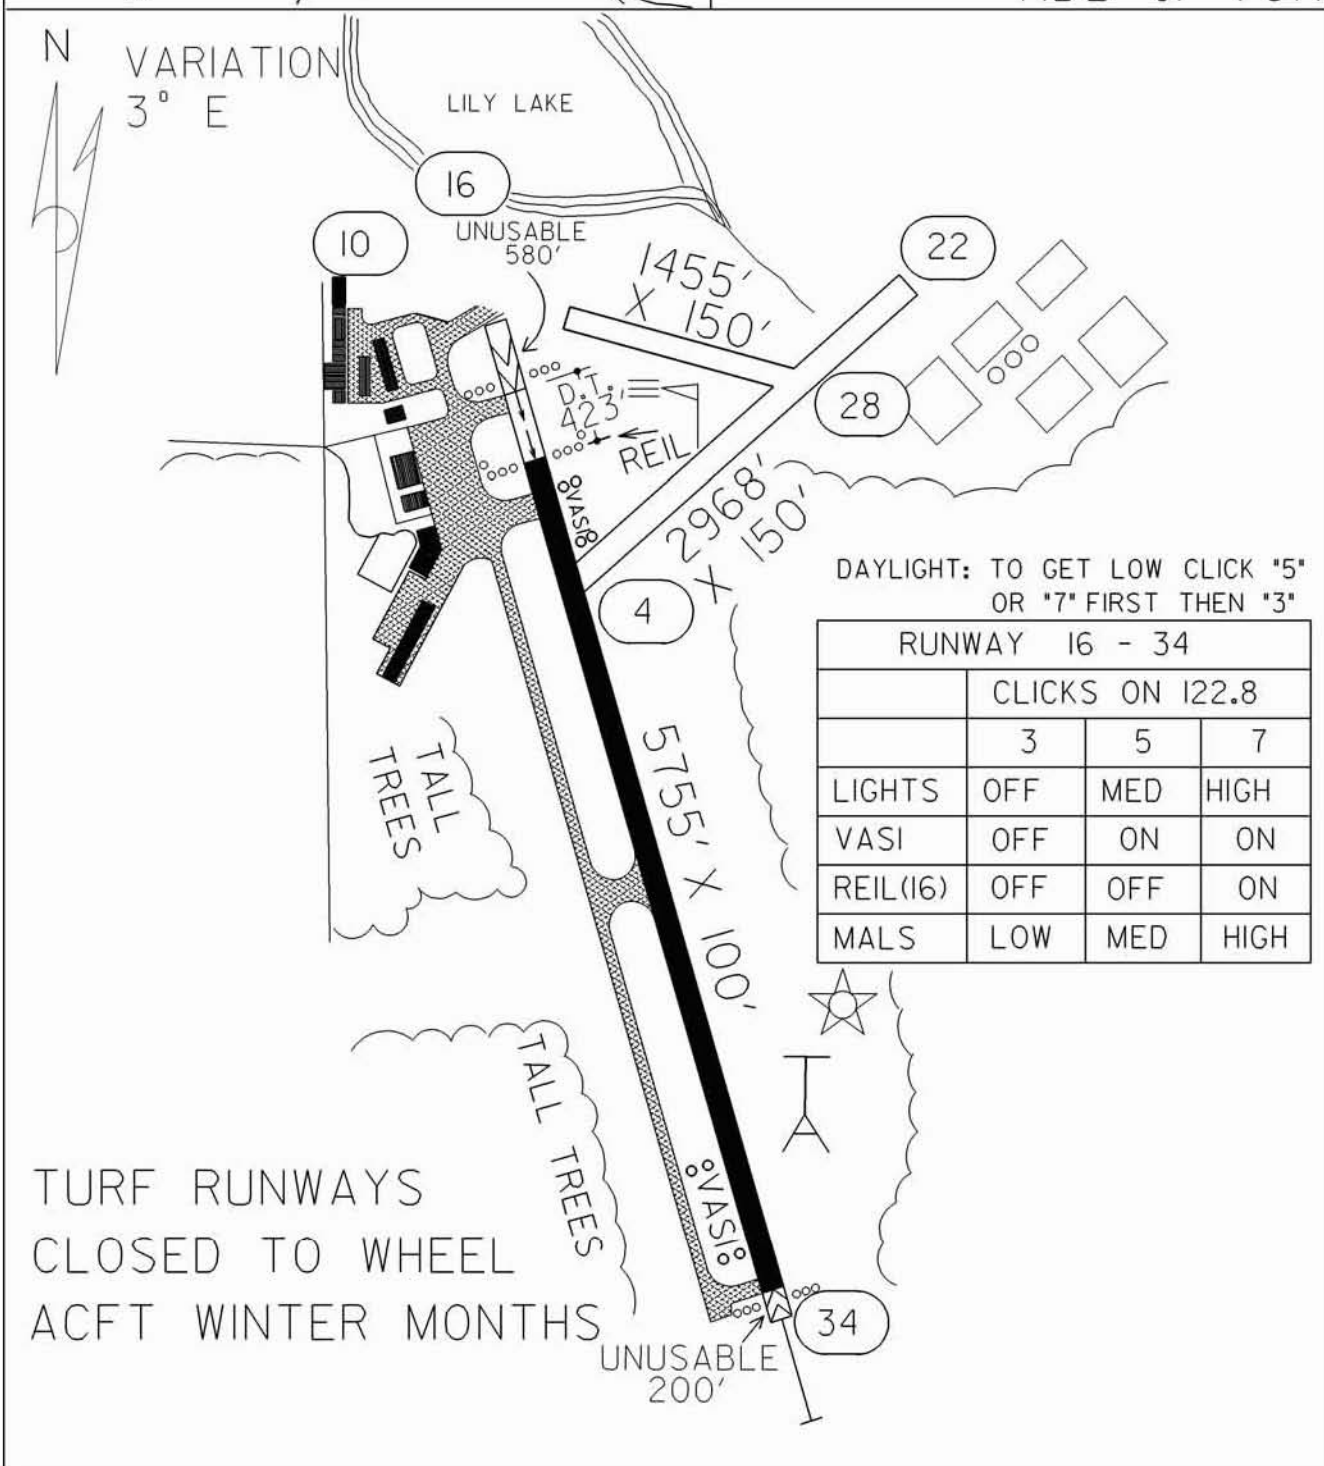 N
VARIATION
3° E
LILY LAKE
16
10
UNUSABLE
580'
22
1455'
X 150'
D.T.
423'
REIL
28
VASI
2968'
X 150'
4
DAYLIGHT: TO GET LOW CLICK "5"
OR "7" FIRST THEN "3"
RUNWAY 16 - 34
CLICKS ON 122.8
3 5 7
LIGHTS OFF MED HIGH
VASI OFF ON ON
REIL(16) OFF OFF ON
MALS LOW MED HIGH
TALL
TREES
5755' X 100'
TALL TREES
VASI
TURF RUNWAYS
CLOSED TO WHEEL
ACFT WINTER MONTHS
34
UNUSABLE
200'